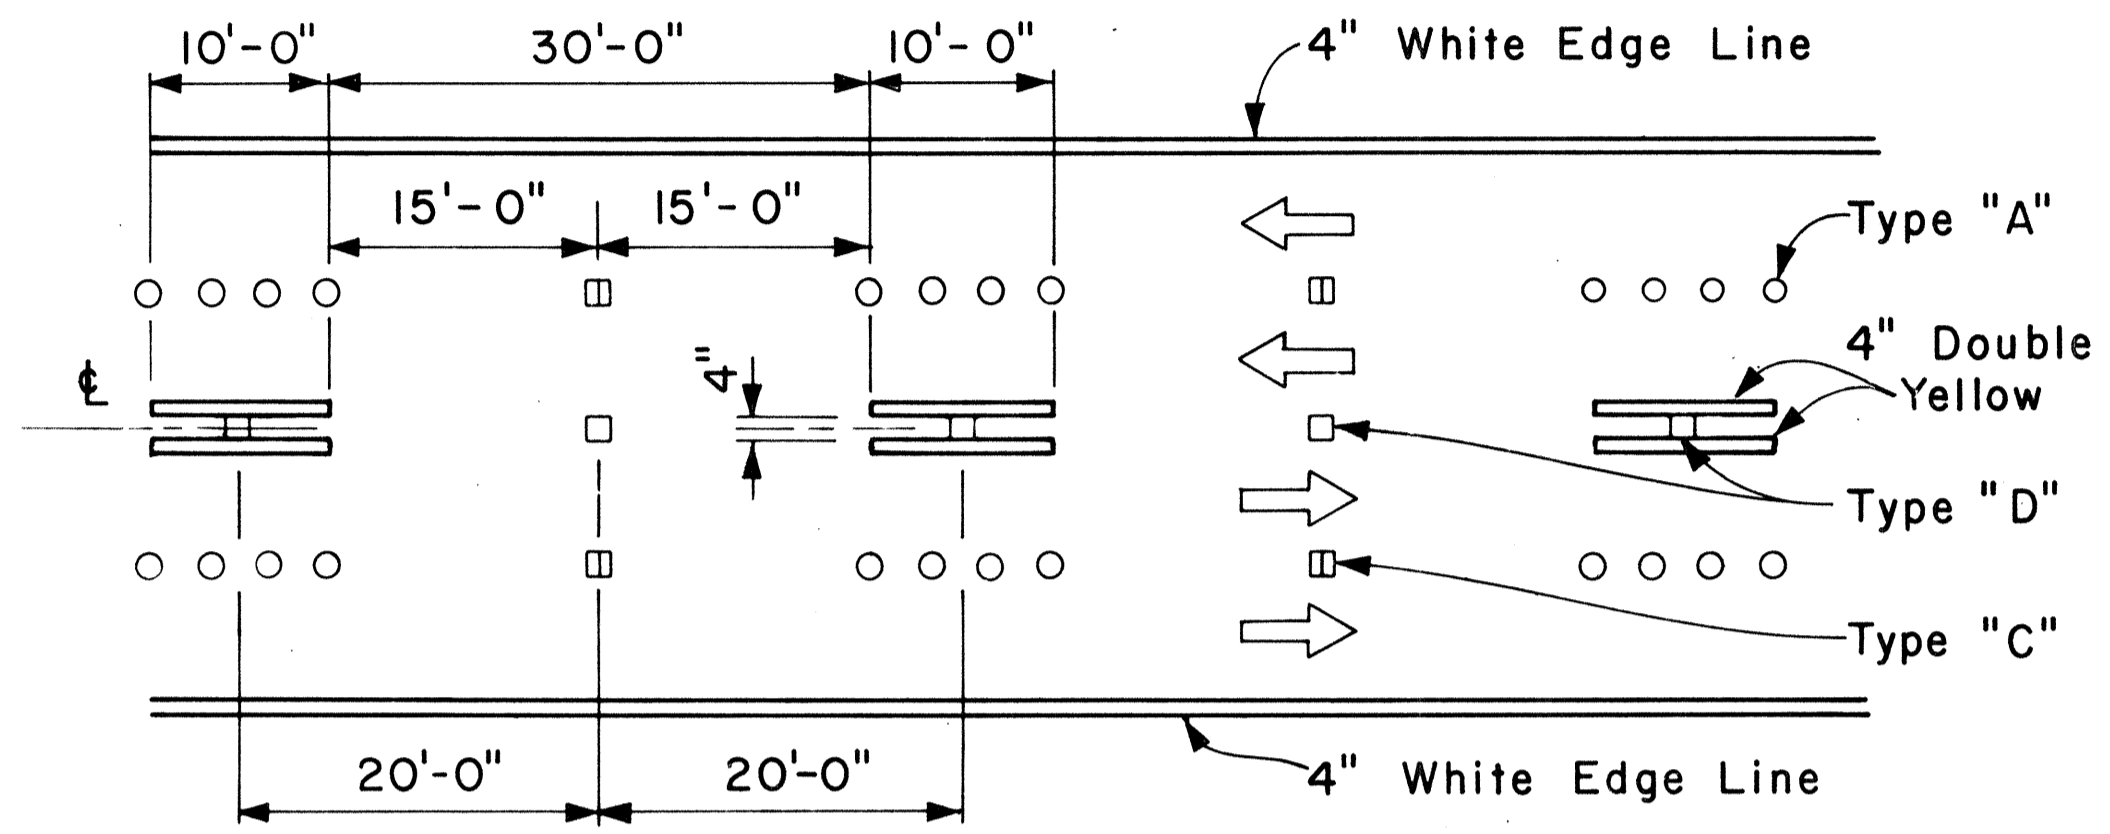 10'-0"
30'-0"
10'-0"
4" White Edge Line
15'-0"
15'-0"
Type "A"
4" Double
Yellow
℄
4"
Type "D"
Type "C"
20'-0"
20'-0"
4" White Edge Line